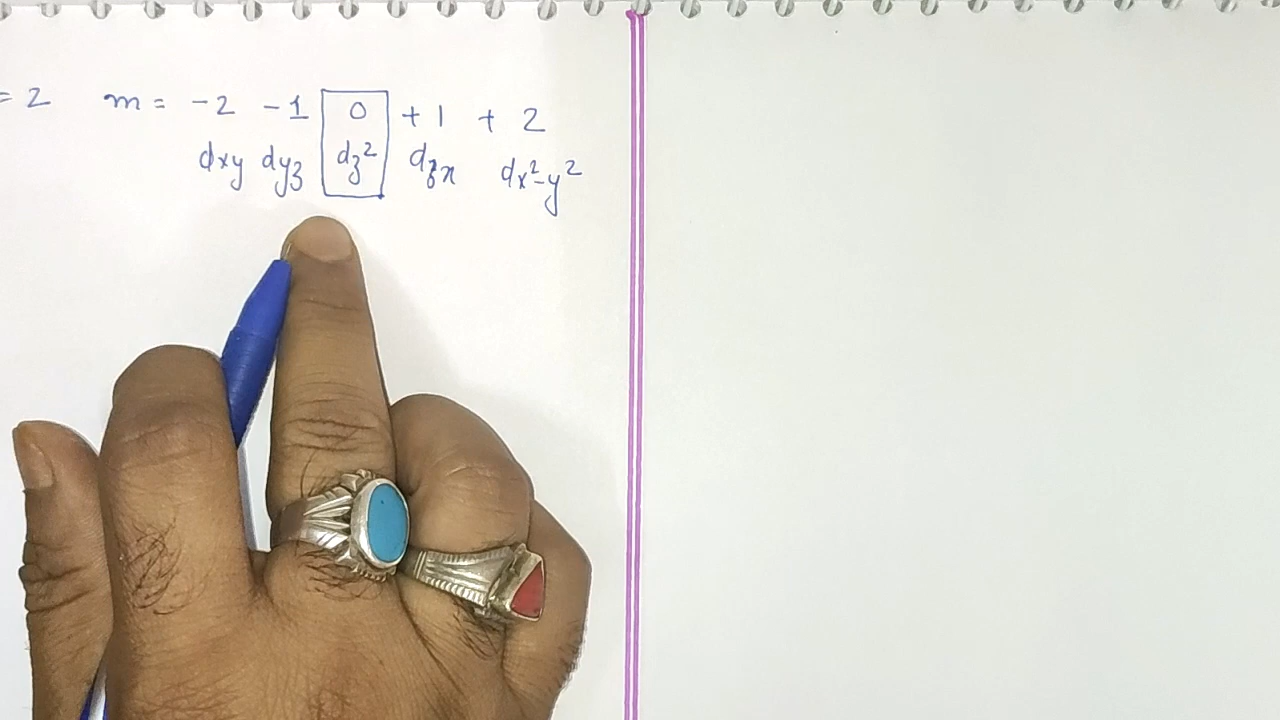 = 2 m = -2 -1 0 +1 +2
dxy dyz dz² dzx dx²-y²